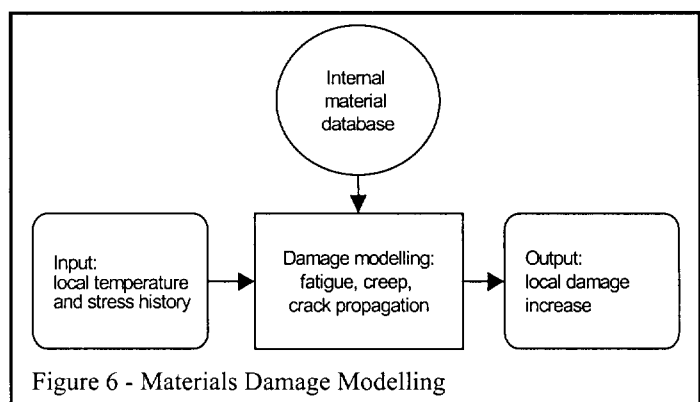 Internal
material
database
Input:
local temperature
and stress history
Damage modelling:
fatigue, creep,
crack propagation
Output:
local damage
increase
Figure 6 - Materials Damage Modelling